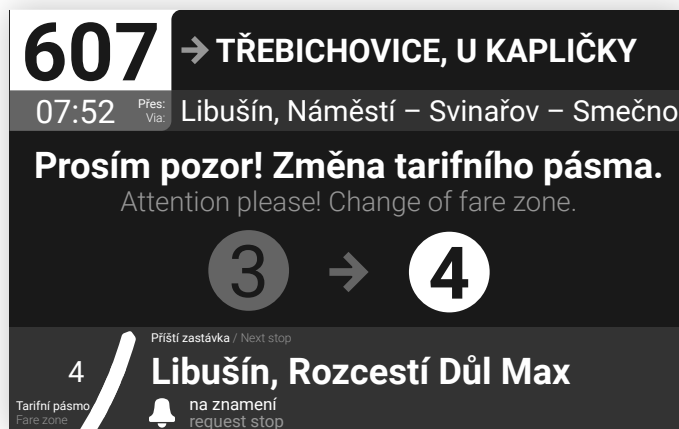 607
→ TŘEBICHOVICE, U KAPLIČKY
07:52 Přes: Libušín, Náměstí – Svinařov – Smečno
Via:
Prosím pozor! Změna tarifního pásma.
Attention please! Change of fare zone.
3 → 4
Příští zastávka / Next stop
4 Libušín, Rozcestí Důl Max
Tarifní pásmo na znamení
Fare zone request stop